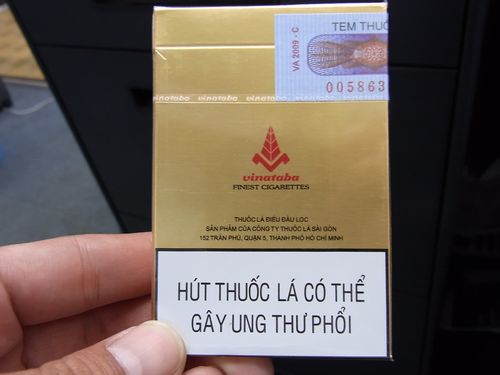 TEM THUỐ
VA 2009 - C
005863
vinataba vinataba vinataba
vinataba
FINEST CIGARETTES
THUỐC LÁ ĐIẾU ĐẦU LỌC
SẢN PHẨM CỦA CÔNG TY THUỐC LÁ SÀI GÒN
152 TRẦN PHÚ, QUẬN 5, THÀNH PHỐ HỒ CHÍ MINH
HÚT THUỐC LÁ CÓ THỂ
GÂY UNG THƯ PHỔI